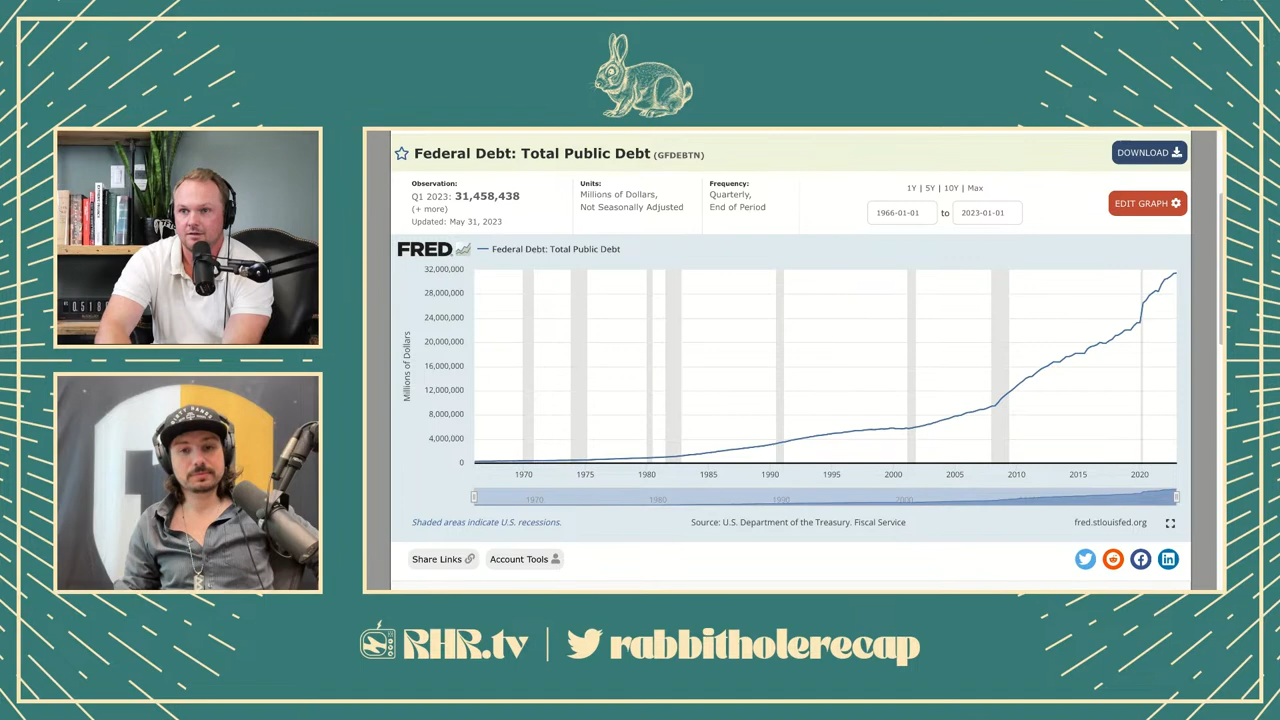 Federal Debt: Total Public Debt (GFDEBTN)
DOWNLOAD
Observation:
Q1 2023: 31,458,438
(+ more)
Updated: May 31, 2023
Units:
Millions of Dollars,
Not Seasonally Adjusted
Frequency:
Quarterly,
End of Period
1Y | 5Y | 10Y | Max
1966-01-01 to 2023-01-01
EDIT GRAPH
FRED
Federal Debt: Total Public Debt
Millions of Dollars
32,000,000
28,000,000
24,000,000
20,000,000
16,000,000
12,000,000
8,000,000
4,000,000
0
1970 1975 1980 1985 1990 1995 2000 2005 2010 2015 2020
1970 1980 1990 2000
Shaded areas indicate U.S. recessions.
Source: U.S. Department of the Treasury. Fiscal Service
fred.stlouisfed.org
Share Links
Account Tools
RHR.tv | rabbitholerecap